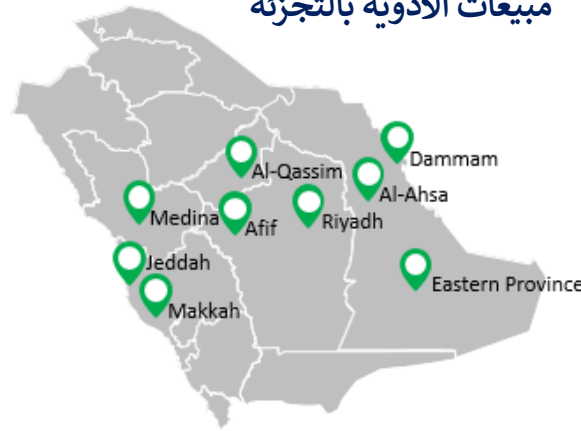 مبيعات الأدوية بالتجزئة
Dammam
Al-Qassim
Al-Ahsa
Medina
Afif
Riyadh
Jeddah
Eastern Province
Makkah